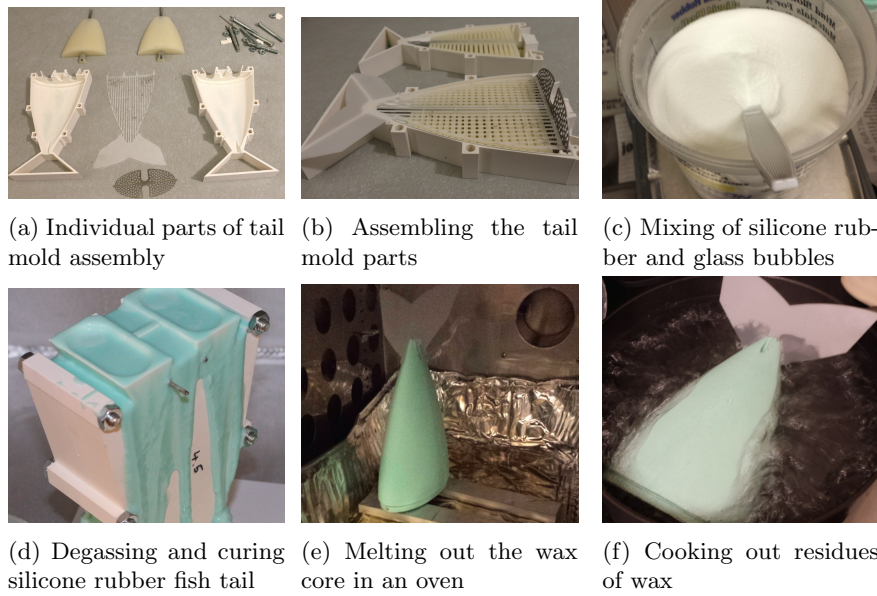 (a) Individual parts of tail
mold assembly
(b) Assembling the tail
mold parts
(c) Mixing of silicone rub-
ber and glass bubbles
4.5
(d) Degassing and curing
silicone rubber fish tail
(e) Melting out the wax
core in an oven
(f) Cooking out residues
of wax